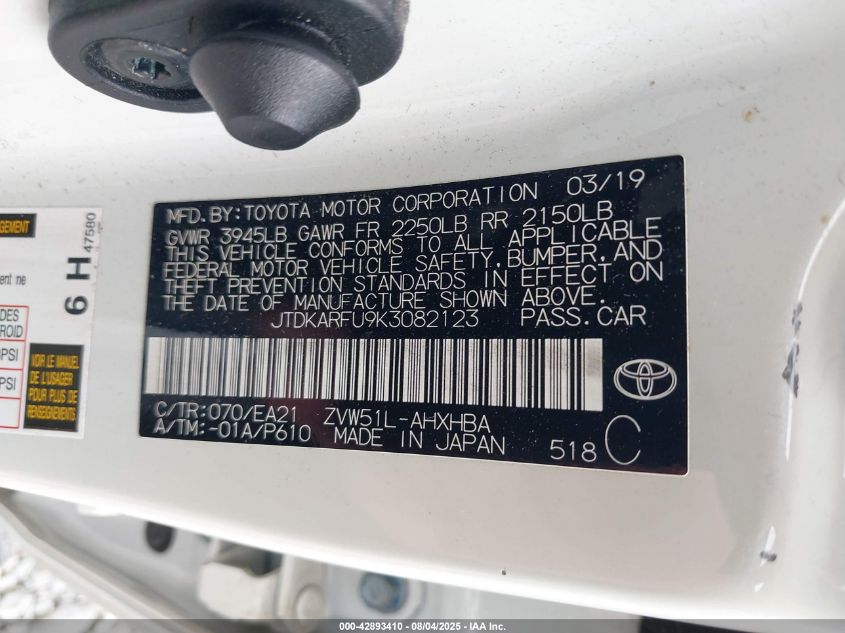 MFD. BY: TOYOTA MOTOR CORPORATION 03/19
GVWR 3945LB GAWR FR 2250LB RR 2150LB
THIS VEHICLE CONFORMS TO ALL APPLICABLE
FEDERAL MOTOR VEHICLE SAFETY, BUMPER, AND
THEFT PREVENTION STANDARDS IN EFFECT ON
THE DATE OF MANUFACTURE SHOWN ABOVE.
JTDKARFU9K3082123 PASS. CAR
C/TR: 070/EA21 ZVW51L-AHXHBA
A/TM: -01A/P610 MADE IN JAPAN
518 C
6 H 47580
VOIR LE MANUEL
DE L'USAGER
POUR PLUS DE
RENSEIGNEMENTS
000-42893410 - 08/04/2025 - IAA Inc.